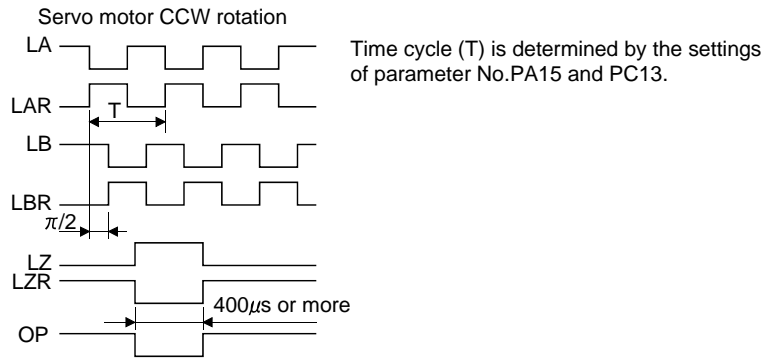 Servo motor CCW rotation
LA
Time cycle (T) is determined by the settings
of parameter No.PA15 and PC13.
LAR
T
LB
LBR
π/2
LZ
LZR
400μs or more
OP